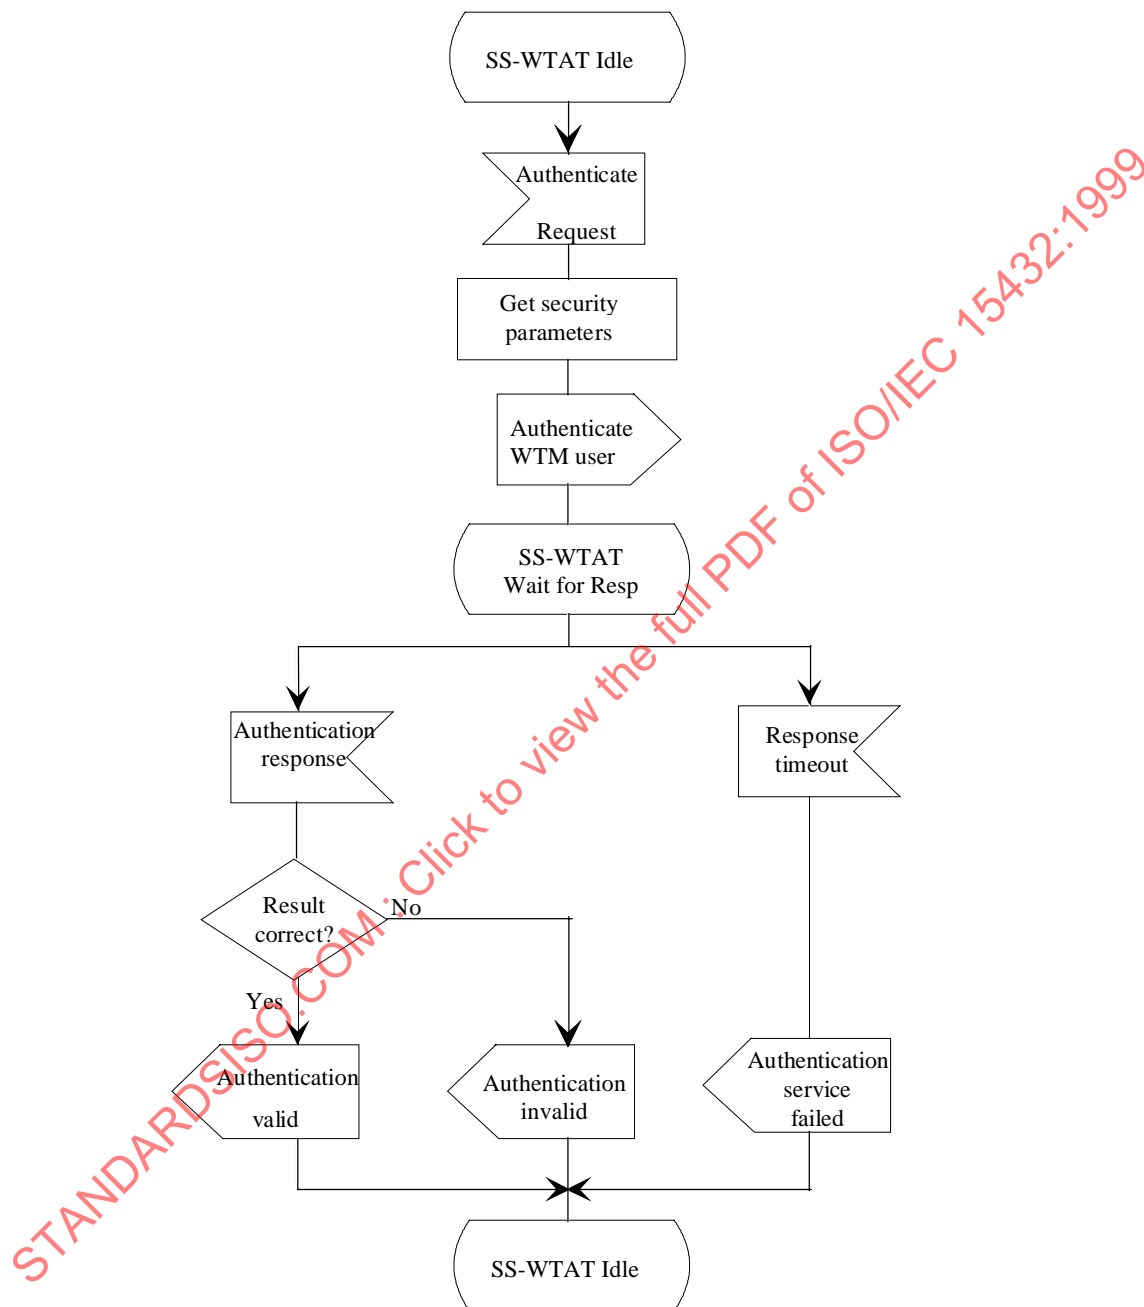 SS-WTAT Idle
Authenticate
Request
Get security
parameters
Authenticate
WTM user
SS-WTAT
Wait for Resp
Authentication
response
Response
timeout
Result
correct?
No
Yes
Authentication
valid
Authentication
invalid
Authentication
service
failed
SS-WTAT Idle
STANDARDSISO.COM : Click to view the full PDF of ISO/IEC 15432:1999